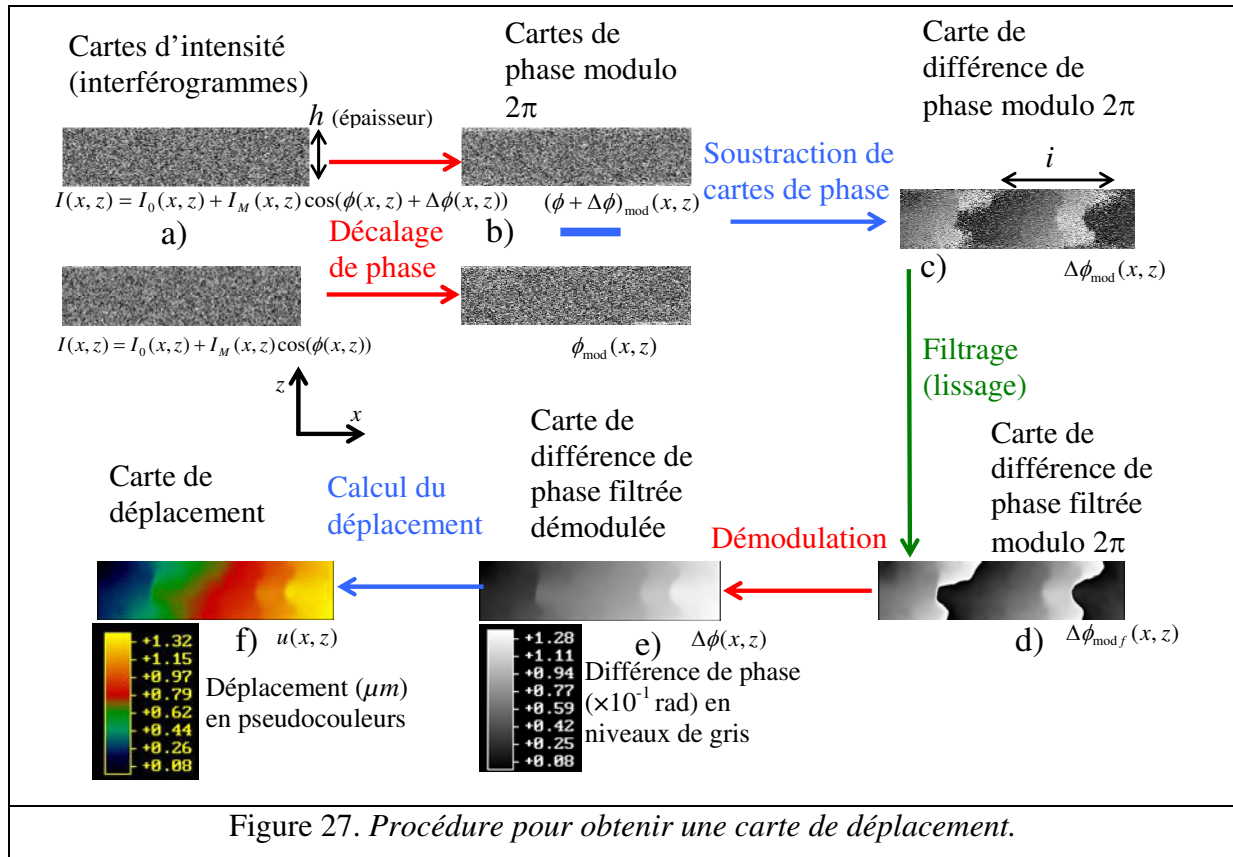 Cartes d'intensité
(interférogrammes)
h (épaisseur)
I(x, z) = I₀(x, z) + I_M(x, z) cos(ϕ(x, z) + Δϕ(x, z))
a)
Cartes de
phase modulo
2π
(ϕ + Δϕ)_mod(x, z)
b)
Décalage
de phase
I(x, z) = I₀(x, z) + I_M(x, z) cos(ϕ(x, z))
ϕ_mod(x, z)
z
x
Soustraction de
cartes de phase
Carte de
différence de
phase modulo 2π
i
c)
Δϕ_mod(x, z)
Filtrage
(lissage)
Carte de
différence de
phase filtrée
modulo 2π
d)
Δϕ_mod f(x, z)
Démodulation
Carte de
différence de
phase filtrée
démodulée
e)
Δϕ(x, z)
+1.28
+1.11
+0.94
+0.77
+0.59
+0.42
+0.25
+0.08
Différence de phase
(×10⁻¹ rad) en
niveaux de gris
Calcul du
déplacement
Carte de
déplacement
f)
u(x, z)
+1.32
+1.15
+0.97
+0.79
+0.62
+0.44
+0.26
+0.08
Déplacement (μm)
en pseudocouleurs
Figure 27. Procédure pour obtenir une carte de déplacement.